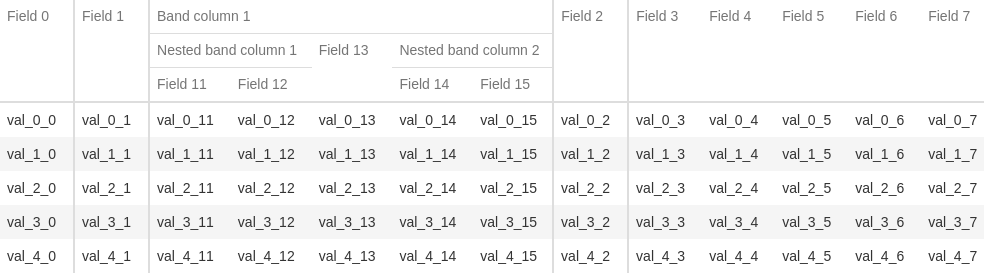 Field 0 Field 1 Band column 1 Field 2 Field 3 Field 4 Field 5 Field 6 Field 7
Nested band column 1 Field 13 Nested band column 2
Field 11 Field 12 Field 14 Field 15
val_0_0 val_0_1 val_0_11 val_0_12 val_0_13 val_0_14 val_0_15 val_0_2 val_0_3 val_0_4 val_0_5 val_0_6 val_0_7
val_1_0 val_1_1 val_1_11 val_1_12 val_1_13 val_1_14 val_1_15 val_1_2 val_1_3 val_1_4 val_1_5 val_1_6 val_1_7
val_2_0 val_2_1 val_2_11 val_2_12 val_2_13 val_2_14 val_2_15 val_2_2 val_2_3 val_2_4 val_2_5 val_2_6 val_2_7
val_3_0 val_3_1 val_3_11 val_3_12 val_3_13 val_3_14 val_3_15 val_3_2 val_3_3 val_3_4 val_3_5 val_3_6 val_3_7
val_4_0 val_4_1 val_4_11 val_4_12 val_4_13 val_4_14 val_4_15 val_4_2 val_4_3 val_4_4 val_4_5 val_4_6 val_4_7